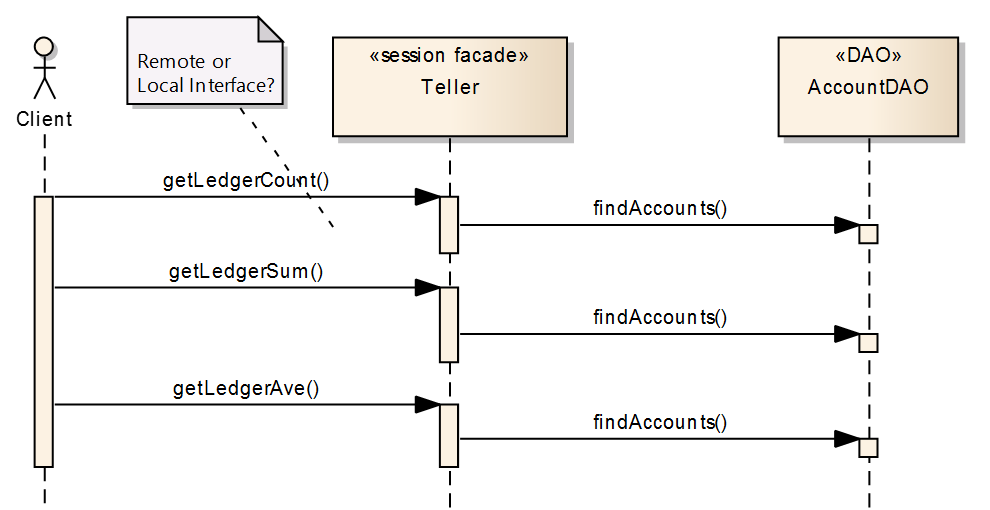 Remote or
Local Interface?
Client
«session facade»
Teller
«DAO»
AccountDAO
getLedgerCount()
findAccounts()
getLedgerSum()
findAccounts()
getLedgerAve()
findAccounts()